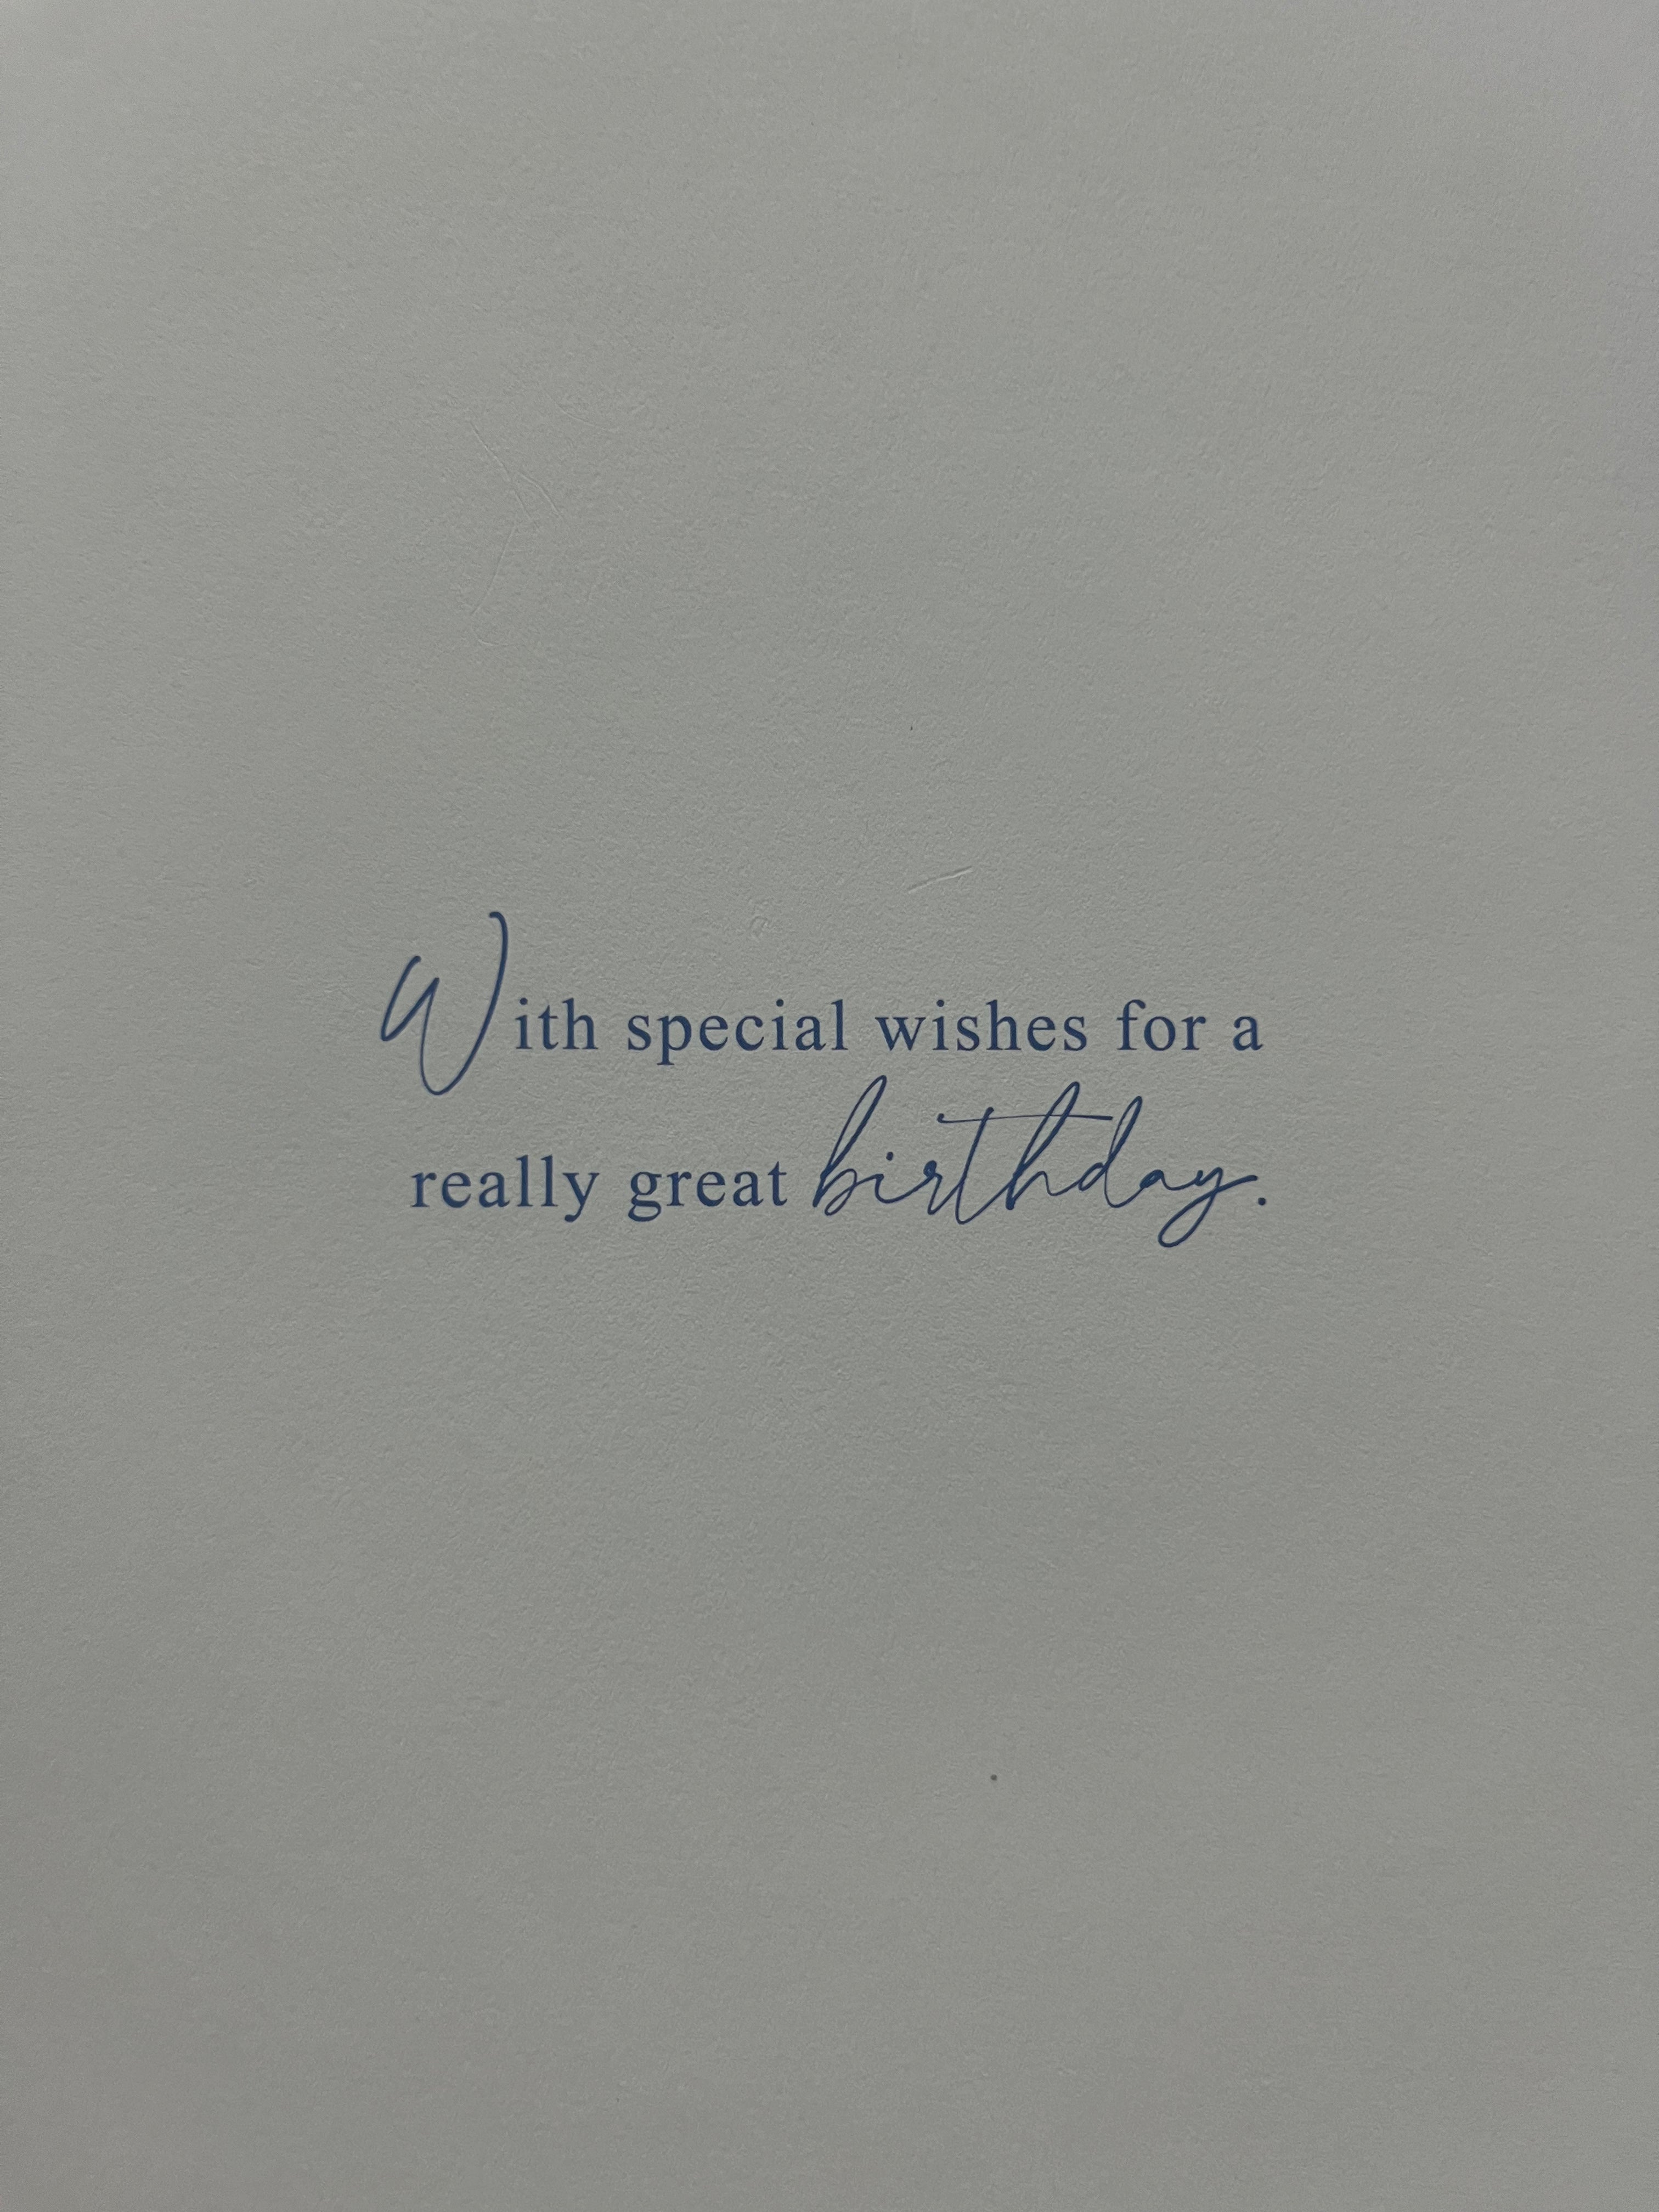 With special wishes for a
really great birthday.